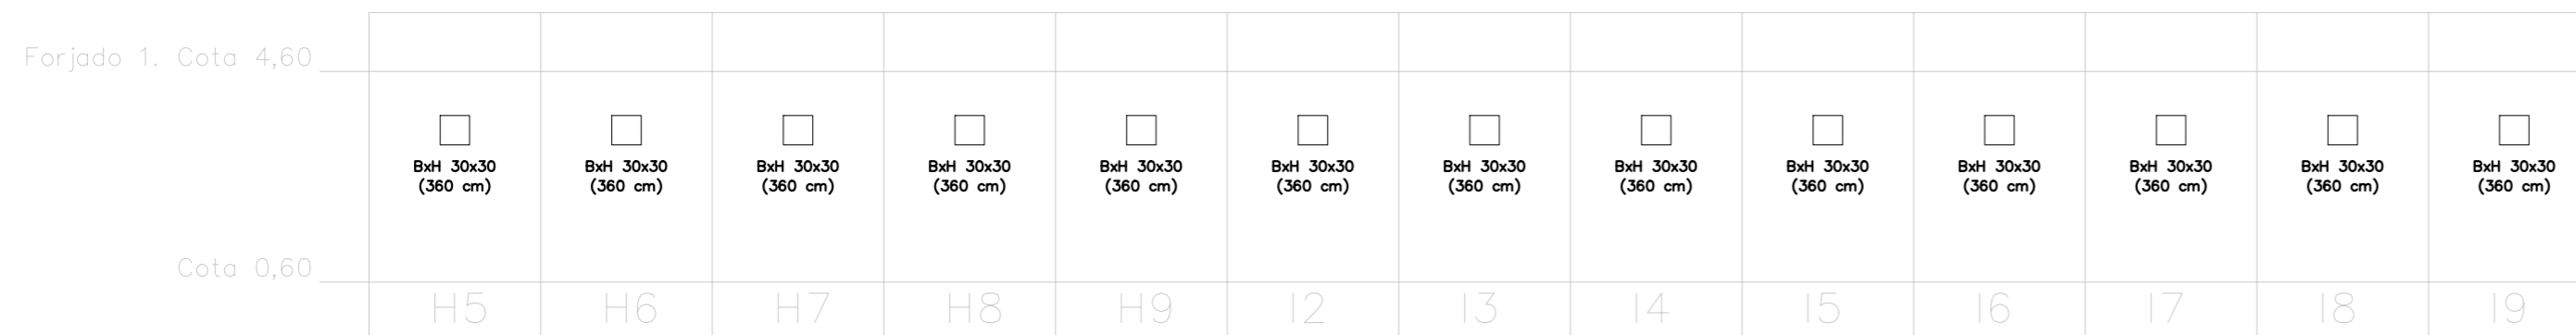 Forjado 1. Cota 4,60
BxH 30x30 BxH 30x30 BxH 30x30 BxH 30x30 BxH 30x30 BxH 30x30 BxH 30x30 BxH 30x30 BxH 30x30 BxH 30x30 BxH 30x30 BxH 30x30 BxH 30x30
(360 cm) (360 cm) (360 cm) (360 cm) (360 cm) (360 cm) (360 cm) (360 cm) (360 cm) (360 cm) (360 cm) (360 cm) (360 cm)
Cota 0,60
H5 H6 H7 H8 H9 I2 I3 I4 I5 I6 I7 I8 I9